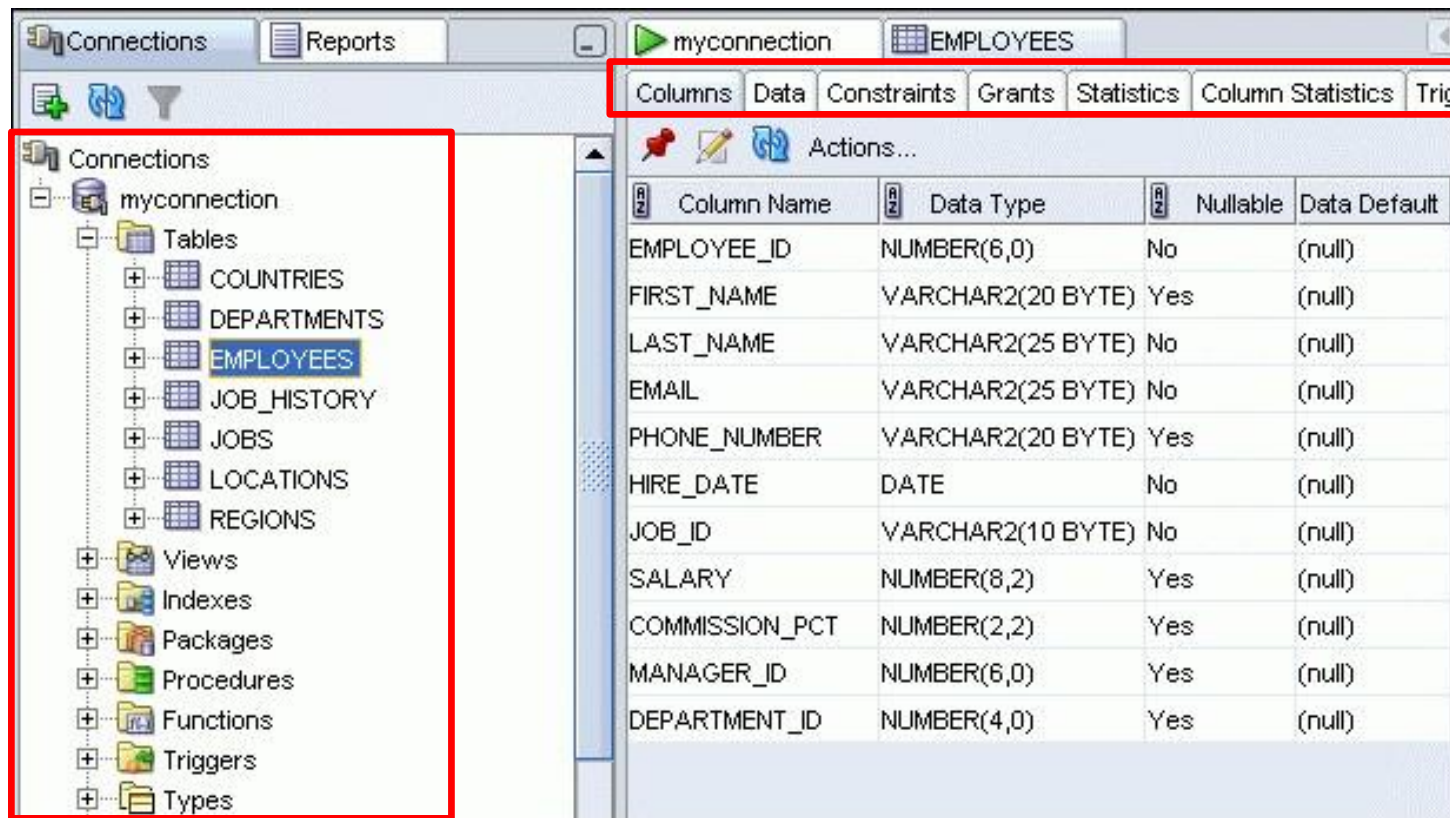 Connections Reports
Connections
myconnection
Tables
COUNTRIES
DEPARTMENTS
EMPLOYEES
JOB_HISTORY
JOBS
LOCATIONS
REGIONS
Views
Indexes
Packages
Procedures
Functions
Triggers
Types
myconnection EMPLOYEES
Columns Data Constraints Grants Statistics Column Statistics
Actions...
Column Name Data Type Nullable Data Default
EMPLOYEE_ID NUMBER(6,0) No (null)
FIRST_NAME VARCHAR2(20 BYTE) Yes (null)
LAST_NAME VARCHAR2(25 BYTE) No (null)
EMAIL VARCHAR2(25 BYTE) No (null)
PHONE_NUMBER VARCHAR2(20 BYTE) Yes (null)
HIRE_DATE DATE No (null)
JOB_ID VARCHAR2(10 BYTE) No (null)
SALARY NUMBER(8,2) Yes (null)
COMMISSION_PCT NUMBER(2,2) Yes (null)
MANAGER_ID NUMBER(6,0) Yes (null)
DEPARTMENT_ID NUMBER(4,0) Yes (null)